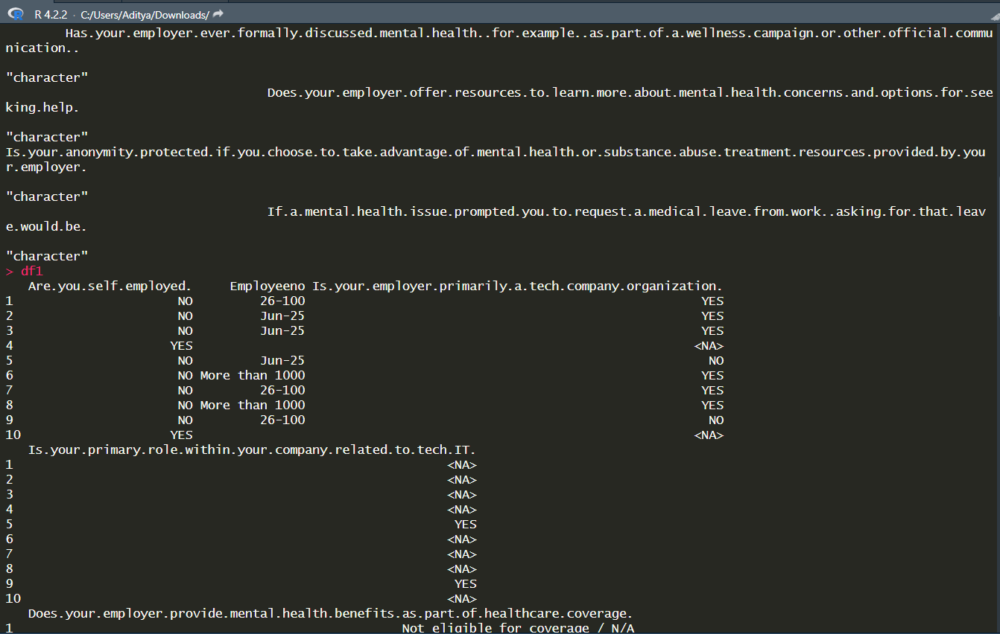 R 4.2.2 · C:/Users/Aditya/Downloads/
Has.your.employer.ever.formally.discussed.mental.health..for.example..as.part.of.a.wellness.campaign.or.other.official.commu
nication..
"character"
Does.your.employer.offer.resources.to.learn.more.about.mental.health.concerns.and.options.for.see
king.help.
"character"
Is.your.anonymity.protected.if.you.choose.to.take.advantage.of.mental.health.or.substance.abuse.treatment.resources.provided.by.you
r.employer.
"character"
If.a.mental.health.issue.prompted.you.to.request.a.medical.leave.from.work..asking.for.that.leav
e.would.be.
"character"
> df1
Are.you.self.employed. Employeeno Is.your.employer.primarily.a.tech.company.organization.
1 NO 26-100 YES
2 NO Jun-25 YES
3 NO Jun-25 YES
4 YES <NA>
5 NO Jun-25 NO
6 NO More than 1000 YES
7 NO 26-100 YES
8 NO More than 1000 YES
9 NO 26-100 NO
10 YES <NA>
Is.your.primary.role.within.your.company.related.to.tech.IT.
1 <NA>
2 <NA>
3 <NA>
4 <NA>
5 YES
6 <NA>
7 <NA>
8 <NA>
9 YES
10 <NA>
Does.your.employer.provide.mental.health.benefits.as.part.of.healthcare.coverage.
1 Not eligible for coverage / N/A